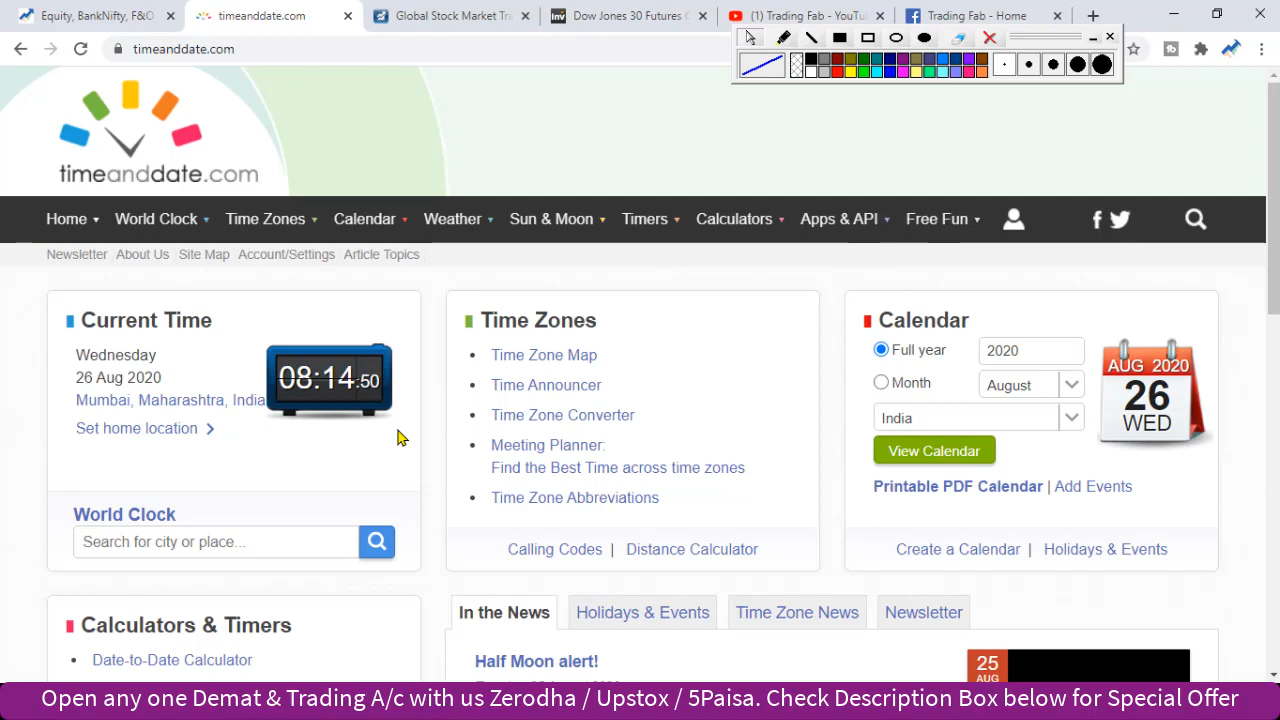 Equity, BankNifty, F&O
timeanddate.com
Global Stock Market Tra
Dow Jones 30 Futures
(1) Trading Fab - YouTu
Trading Fab - Home
timeanddate.com
timeanddate.com
Home
World Clock
Time Zones
Calendar
Weather
Sun & Moon
Timers
Calculators
Apps & API
Free Fun
Newsletter
About Us
Site Map
Account/Settings
Article Topics
Current Time
Wednesday
26 Aug 2020
Mumbai, Maharashtra, India
Set home location
08:14:50
World Clock
Search for city or place...
Time Zones
Time Zone Map
Time Announcer
Time Zone Converter
Meeting Planner:
Find the Best Time across time zones
Time Zone Abbreviations
Calling Codes | Distance Calculator
Calendar
Full year
2020
Month
August
India
View Calendar
AUG 2020
26
WED
Printable PDF Calendar | Add Events
Create a Calendar | Holidays & Events
Calculators & Timers
Date-to-Date Calculator
In the News
Holidays & Events
Time Zone News
Newsletter
Half Moon alert!
25
AUG
Open any one Demat & Trading A/c with us Zerodha / Upstox / 5Paisa. Check Description Box below for Special Offer